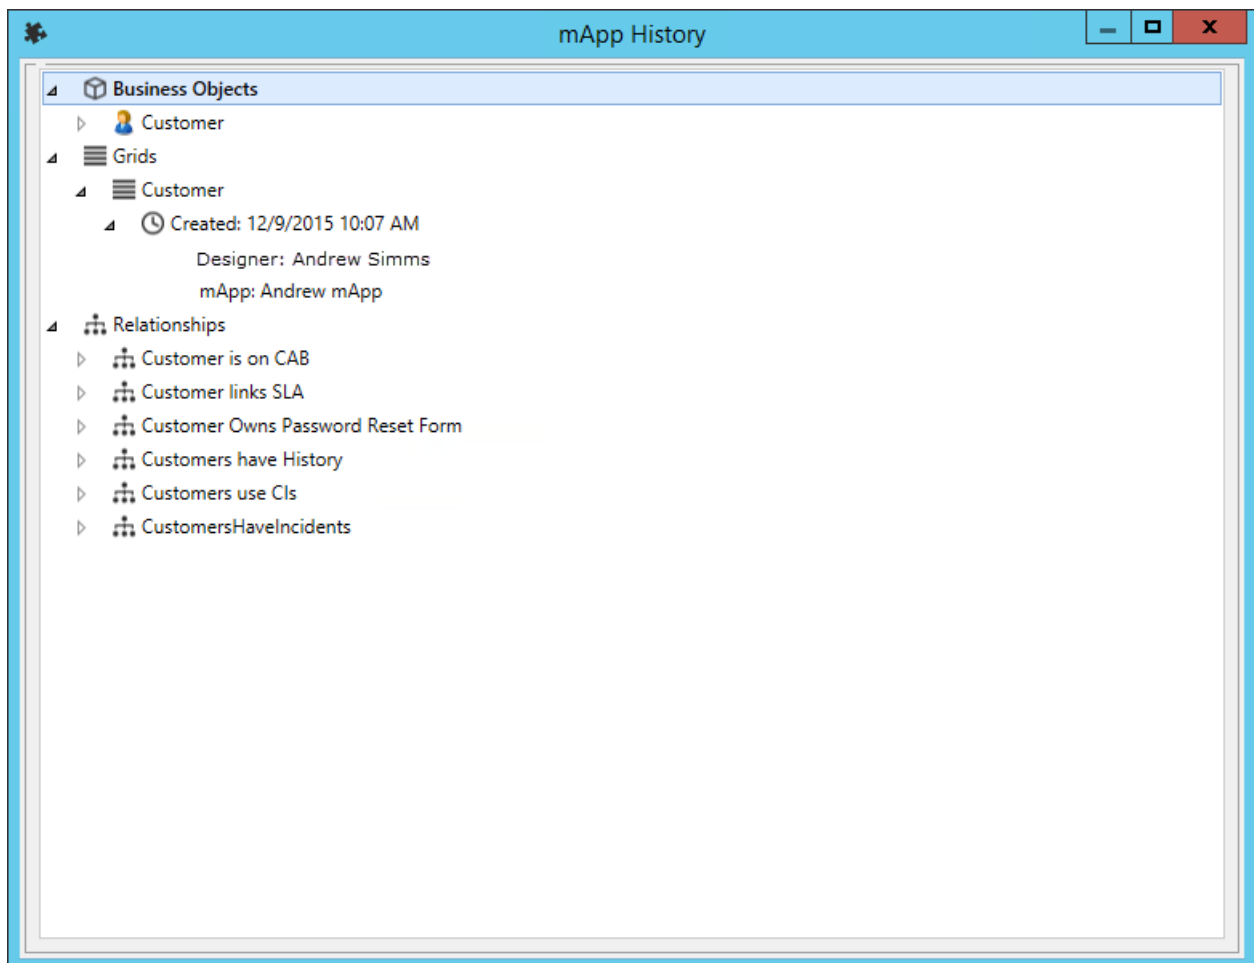 mApp History
Business Objects
Customer
Grids
Customer
Created: 12/9/2015 10:07 AM
Designer: Andrew Simms
mApp: Andrew mApp
Relationships
Customer is on CAB
Customer links SLA
Customer Owns Password Reset Form
Customers have History
Customers use CIs
CustomersHaveIncidents